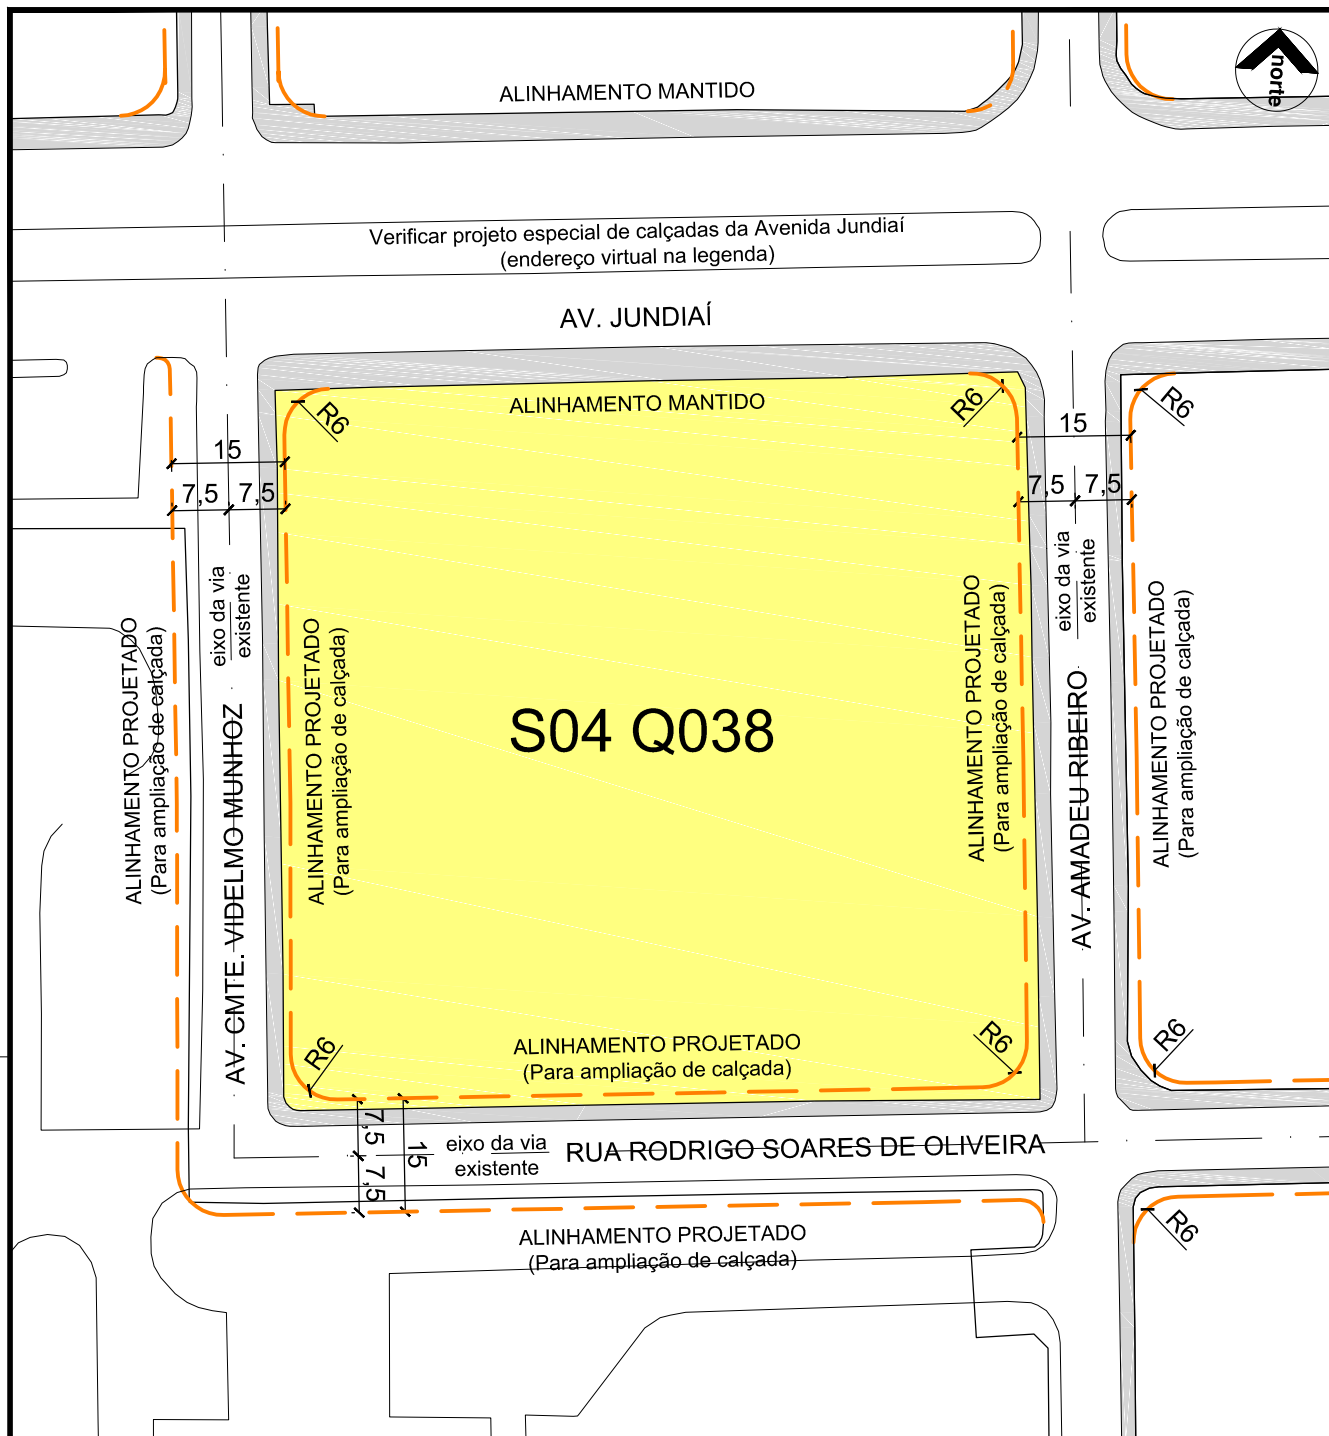 norte
ALINHAMENTO MANTIDO
Verificar projeto especial de calçadas da Avenida Jundiaí
(endereço virtual na legenda)
AV. JUNDIAÍ
ALINHAMENTO MANTIDO
R6
R6
R6
15
7,5
7,5
15
7,5
7,5
eixo da via
existente
eixo da via
existente
ALINHAMENTO PROJETADO
(Para ampliação de calçada)
AV. CMTE. VIDELMO MUNHOZ
ALINHAMENTO PROJETADO
(Para ampliação de calçada)
S04 Q038
ALINHAMENTO PROJETADO
(Para ampliação de calçada)
AV. AMADEU RIBEIRO
ALINHAMENTO PROJETADO
(Para ampliação de calçada)
R6
ALINHAMENTO PROJETADO
(Para ampliação de calçada)
R6
R6
7,5
7,5
15
eixo da via
existente
RUA RODRIGO SOARES DE OLIVEIRA
ALINHAMENTO PROJETADO
(Para ampliação de calçada)
R6